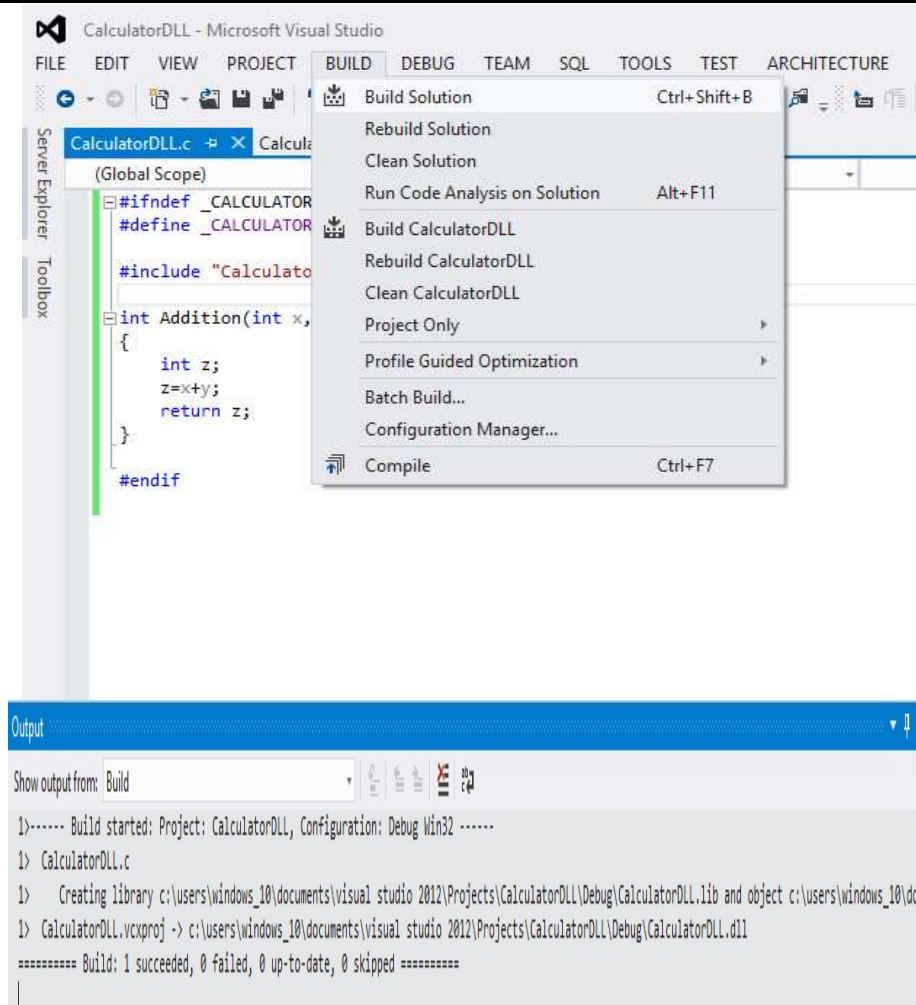 CalculatorDLL - Microsoft Visual Studio
FILE EDIT VIEW PROJECT BUILD DEBUG TEAM SQL TOOLS TEST ARCHITECTURE
Build Solution Ctrl+Shift+B
Rebuild Solution
Clean Solution
Run Code Analysis on Solution Alt+F11
Build CalculatorDLL
Rebuild CalculatorDLL
Clean CalculatorDLL
Project Only
Profile Guided Optimization
Batch Build...
Configuration Manager...
Compile Ctrl+F7
Server Explorer
Toolbox
CalculatorDLL.c Calcula
(Global Scope)
#ifndef _CALCULATOR
#define _CALCULATOR
#include "Calculato
int Addition(int x,
{
int z;
z=x+y;
return z;
}
#endif
Output
Show output from: Build
1>------ Build started: Project: CalculatorDLL, Configuration: Debug Win32 ------
1> CalculatorDLL.c
1> Creating library c:\users\windows_10\documents\visual studio 2012\Projects\CalculatorDLL\Debug\CalculatorDLL.lib and object c:\users\windows_10\do
1> CalculatorDLL.vcxproj -> c:\users\windows_10\documents\visual studio 2012\Projects\CalculatorDLL\Debug\CalculatorDLL.dll
========== Build: 1 succeeded, 0 failed, 0 up-to-date, 0 skipped ==========